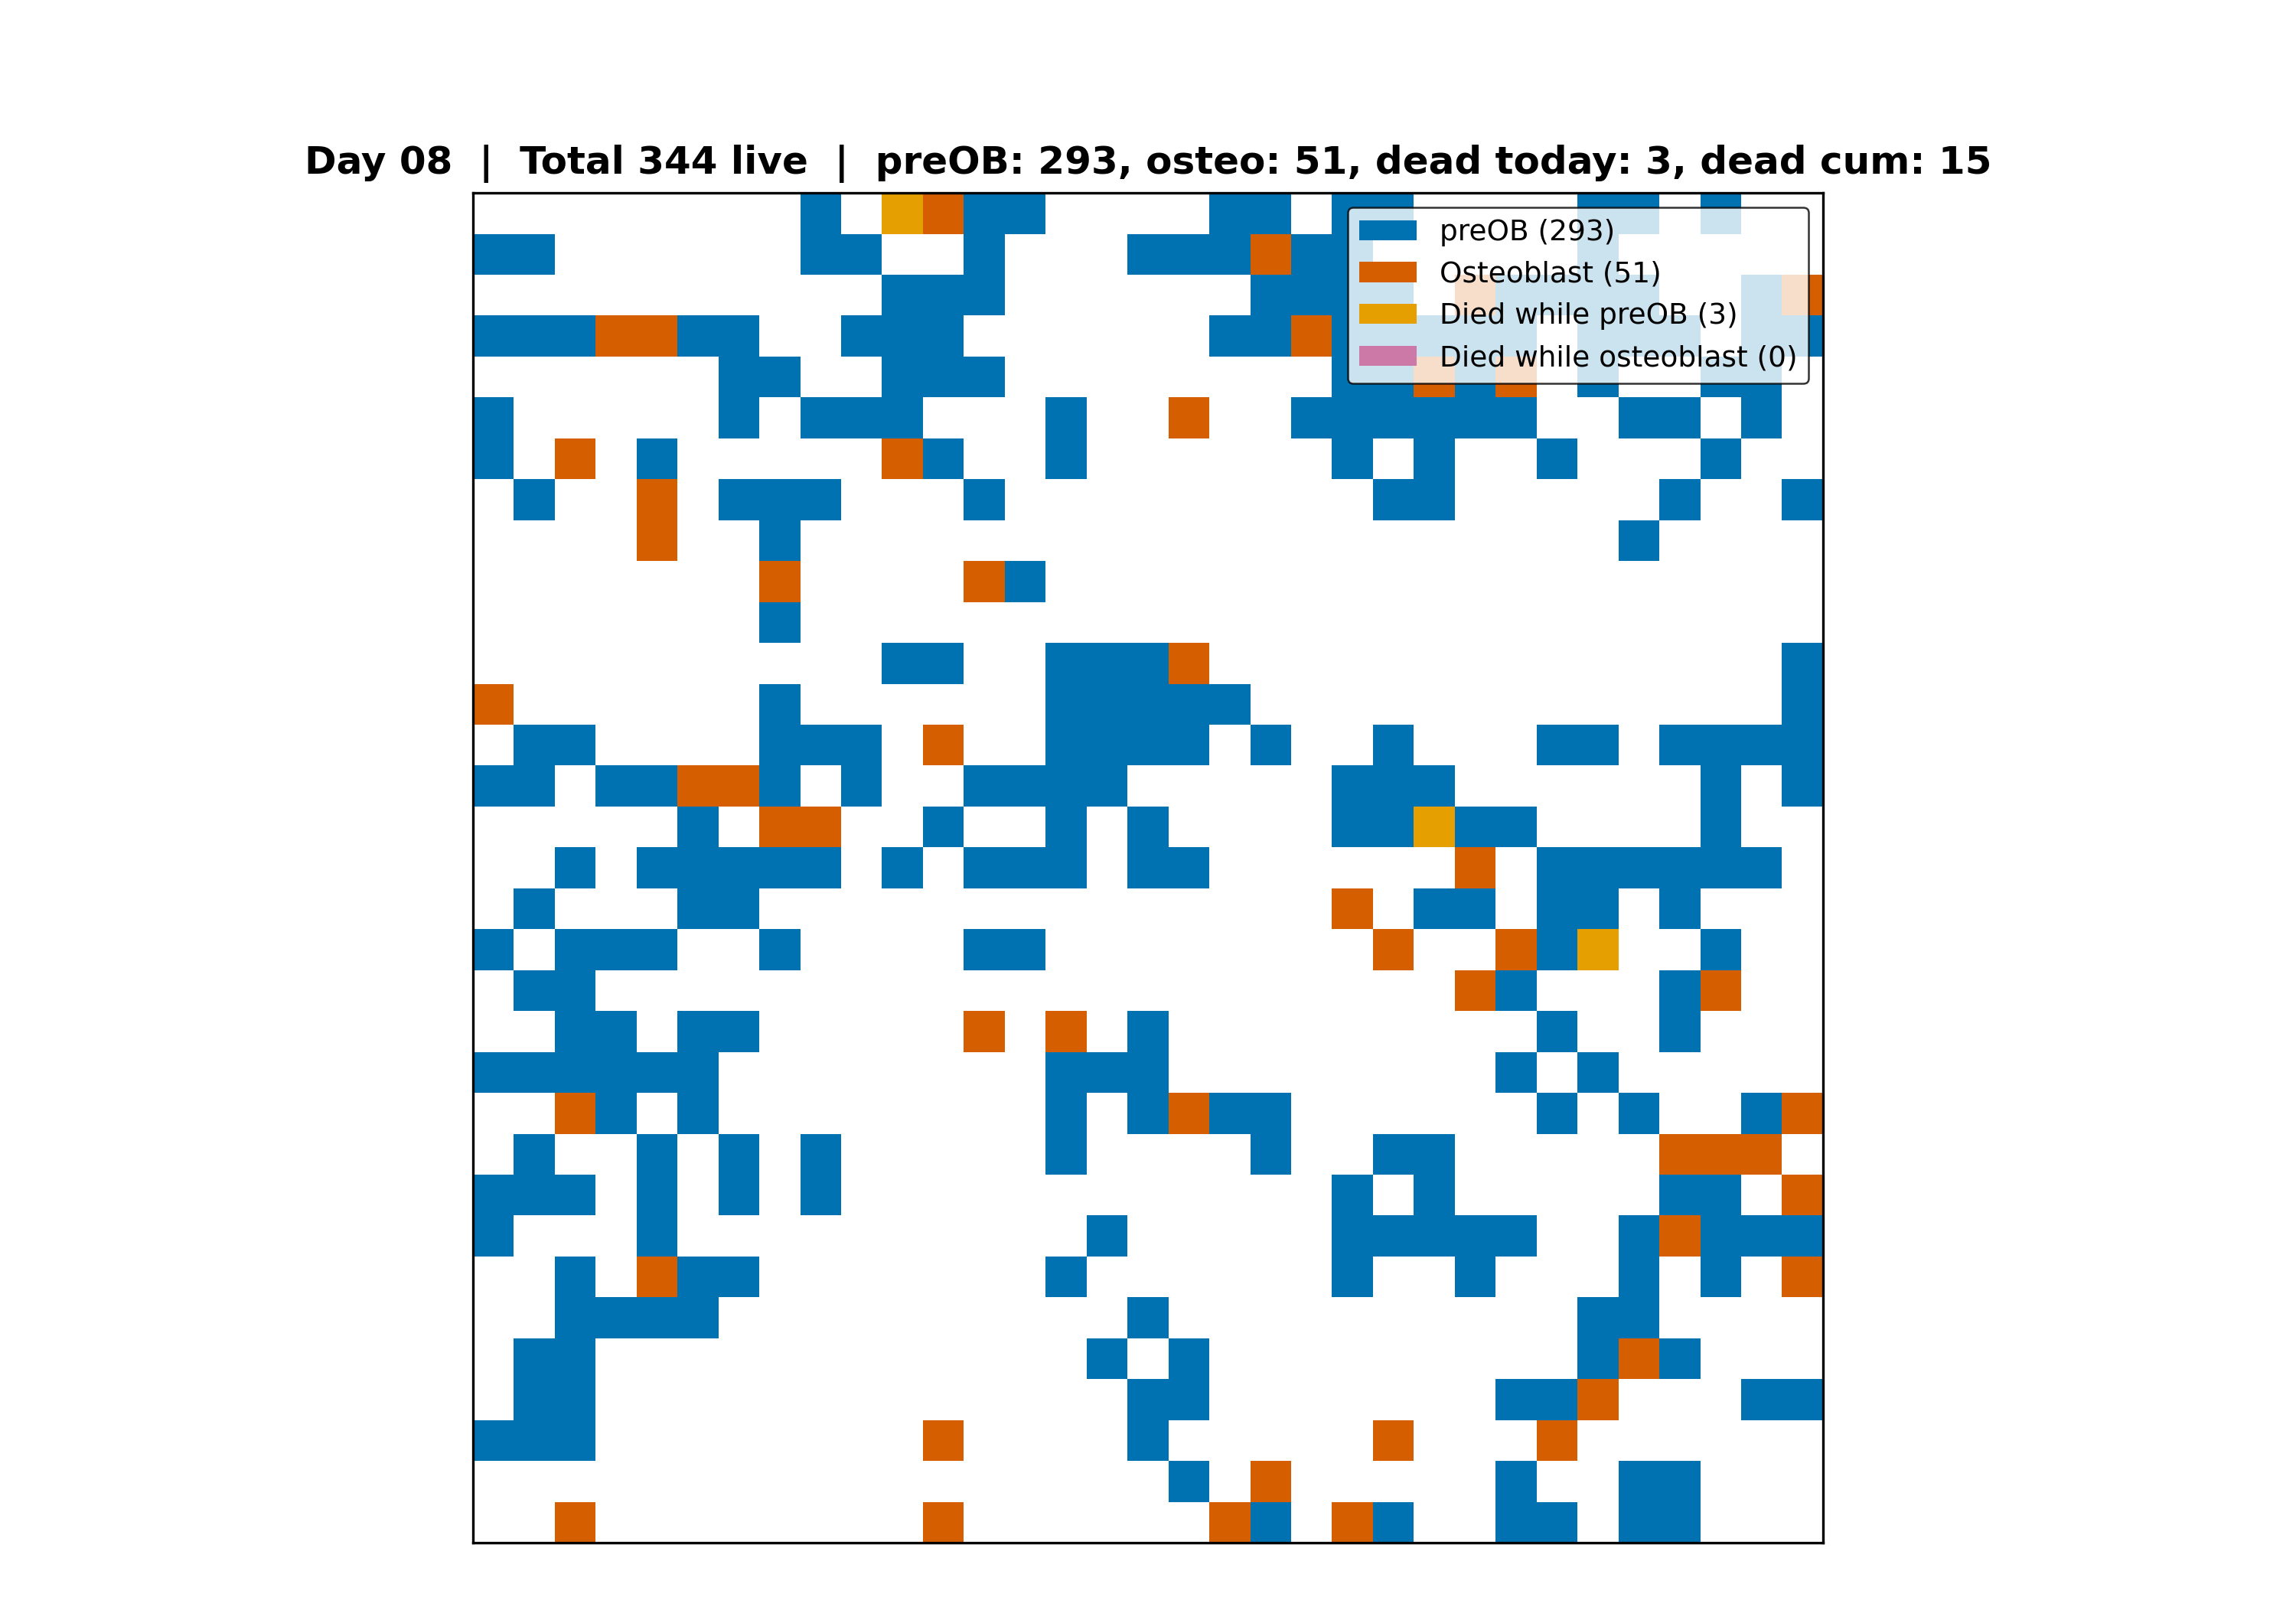 Day 08 | Total 344 live | preOB: 293, osteo: 51, dead today: 3, dead cum: 15
preOB (293)
Osteoblast (51)
Died while preOB (3)
Died while osteoblast (0)